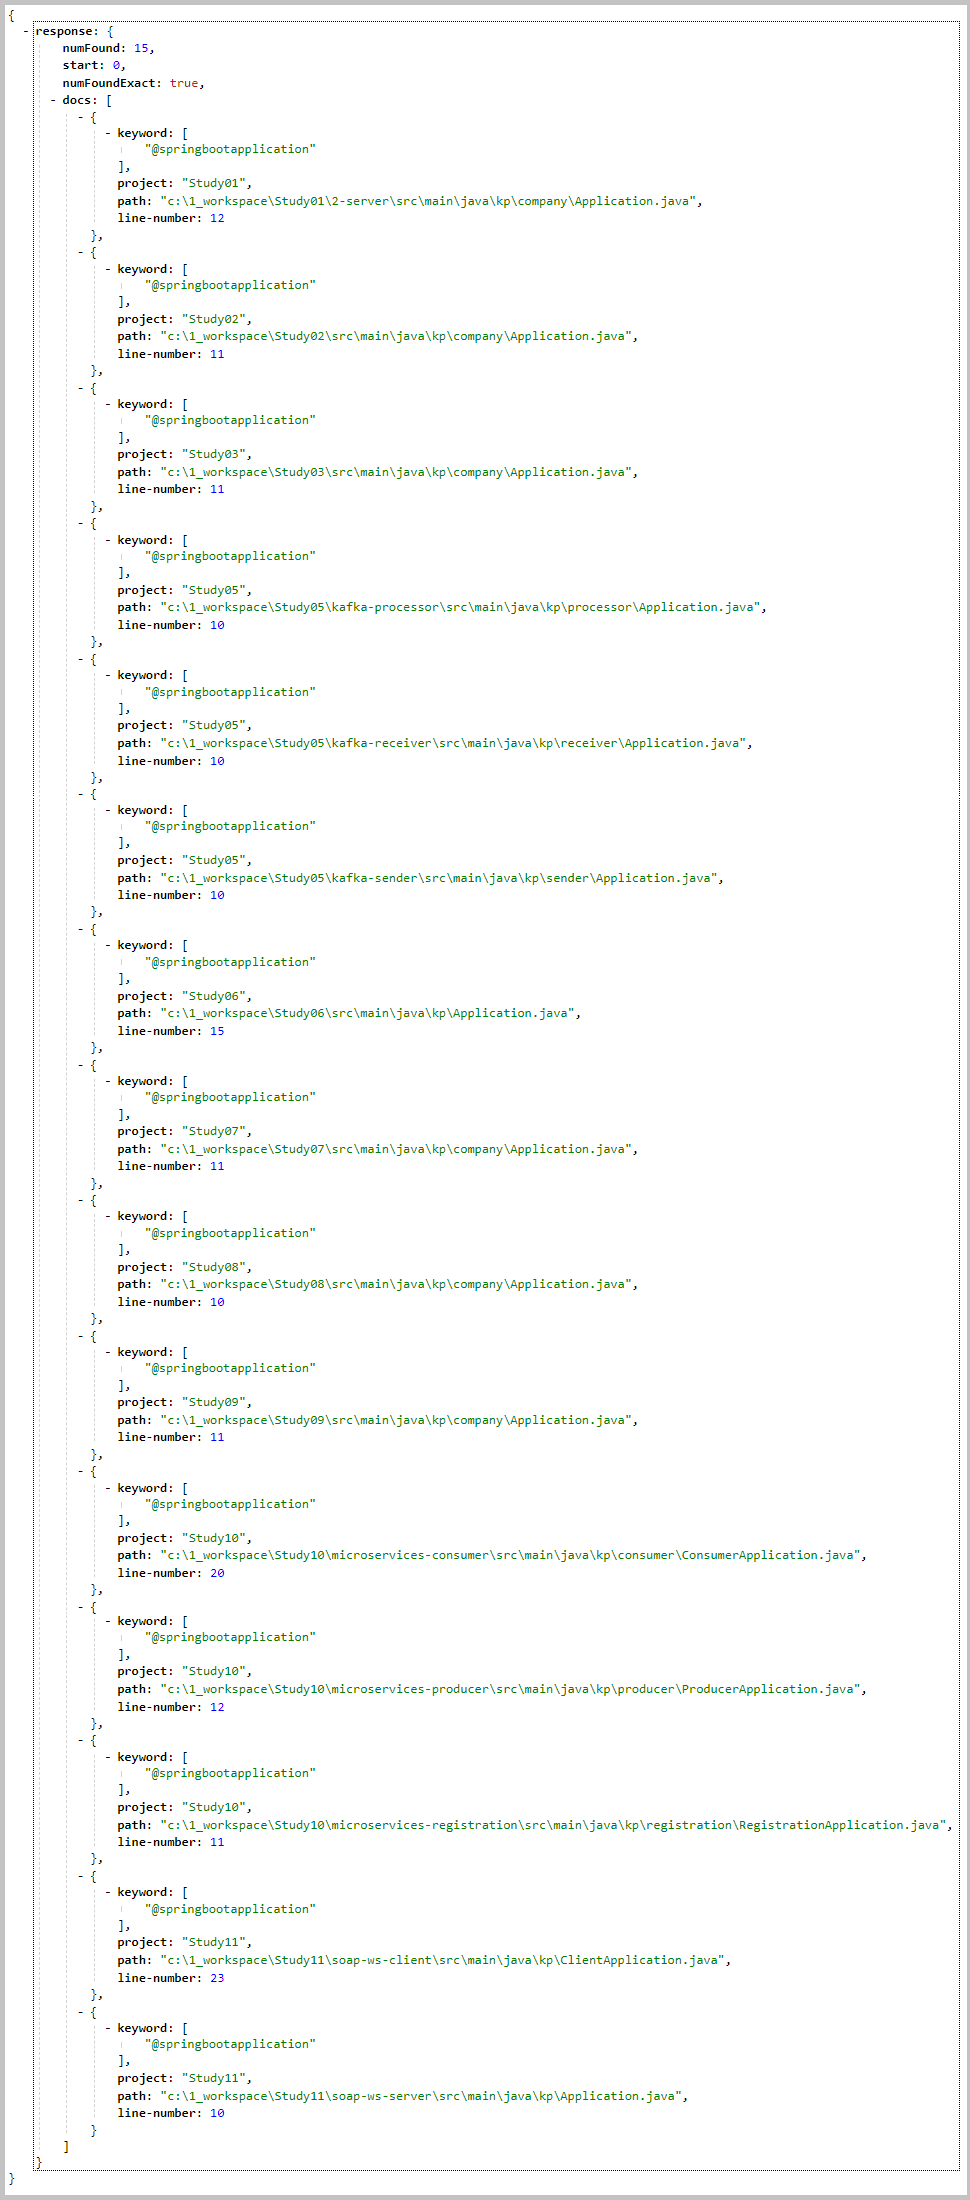 {
- response: {
numFound: 15,
start: 0,
numFoundExact: true,
- docs: [
- {
- keyword: [
"@springbootapplication"
],
project: "Study01",
path: "c:\1_workspace\Study01\2-server\src\main\java\kp\company\Application.java",
line-number: 12
},
- {
- keyword: [
"@springbootapplication"
],
project: "Study02",
path: "c:\1_workspace\Study02\src\main\java\kp\company\Application.java",
line-number: 11
},
- {
- keyword: [
"@springbootapplication"
],
project: "Study03",
path: "c:\1_workspace\Study03\src\main\java\kp\company\Application.java",
line-number: 11
},
- {
- keyword: [
"@springbootapplication"
],
project: "Study05",
path: "c:\1_workspace\Study05\kafka-processor\src\main\java\kp\processor\Application.java",
line-number: 10
},
- {
- keyword: [
"@springbootapplication"
],
project: "Study05",
path: "c:\1_workspace\Study05\kafka-receiver\src\main\java\kp\receiver\Application.java",
line-number: 10
},
- {
- keyword: [
"@springbootapplication"
],
project: "Study05",
path: "c:\1_workspace\Study05\kafka-sender\src\main\java\kp\sender\Application.java",
line-number: 10
},
- {
- keyword: [
"@springbootapplication"
],
project: "Study06",
path: "c:\1_workspace\Study06\src\main\java\kp\Application.java",
line-number: 15
},
- {
- keyword: [
"@springbootapplication"
],
project: "Study07",
path: "c:\1_workspace\Study07\src\main\java\kp\company\Application.java",
line-number: 11
},
- {
- keyword: [
"@springbootapplication"
],
project: "Study08",
path: "c:\1_workspace\Study08\src\main\java\kp\company\Application.java",
line-number: 10
},
- {
- keyword: [
"@springbootapplication"
],
project: "Study09",
path: "c:\1_workspace\Study09\src\main\java\kp\company\Application.java",
line-number: 11
},
- {
- keyword: [
"@springbootapplication"
],
project: "Study10",
path: "c:\1_workspace\Study10\microservices-consumer\src\main\java\kp\consumer\ConsumerApplication.java",
line-number: 20
},
- {
- keyword: [
"@springbootapplication"
],
project: "Study10",
path: "c:\1_workspace\Study10\microservices-producer\src\main\java\kp\producer\ProducerApplication.java",
line-number: 12
},
- {
- keyword: [
"@springbootapplication"
],
project: "Study10",
path: "c:\1_workspace\Study10\microservices-registration\src\main\java\kp\registration\RegistrationApplication.java",
line-number: 11
},
- {
- keyword: [
"@springbootapplication"
],
project: "Study11",
path: "c:\1_workspace\Study11\soap-ws-client\src\main\java\kp\ClientApplication.java",
line-number: 23
},
- {
- keyword: [
"@springbootapplication"
],
project: "Study11",
path: "c:\1_workspace\Study11\soap-ws-server\src\main\java\kp\Application.java",
line-number: 10
}
]
}
}